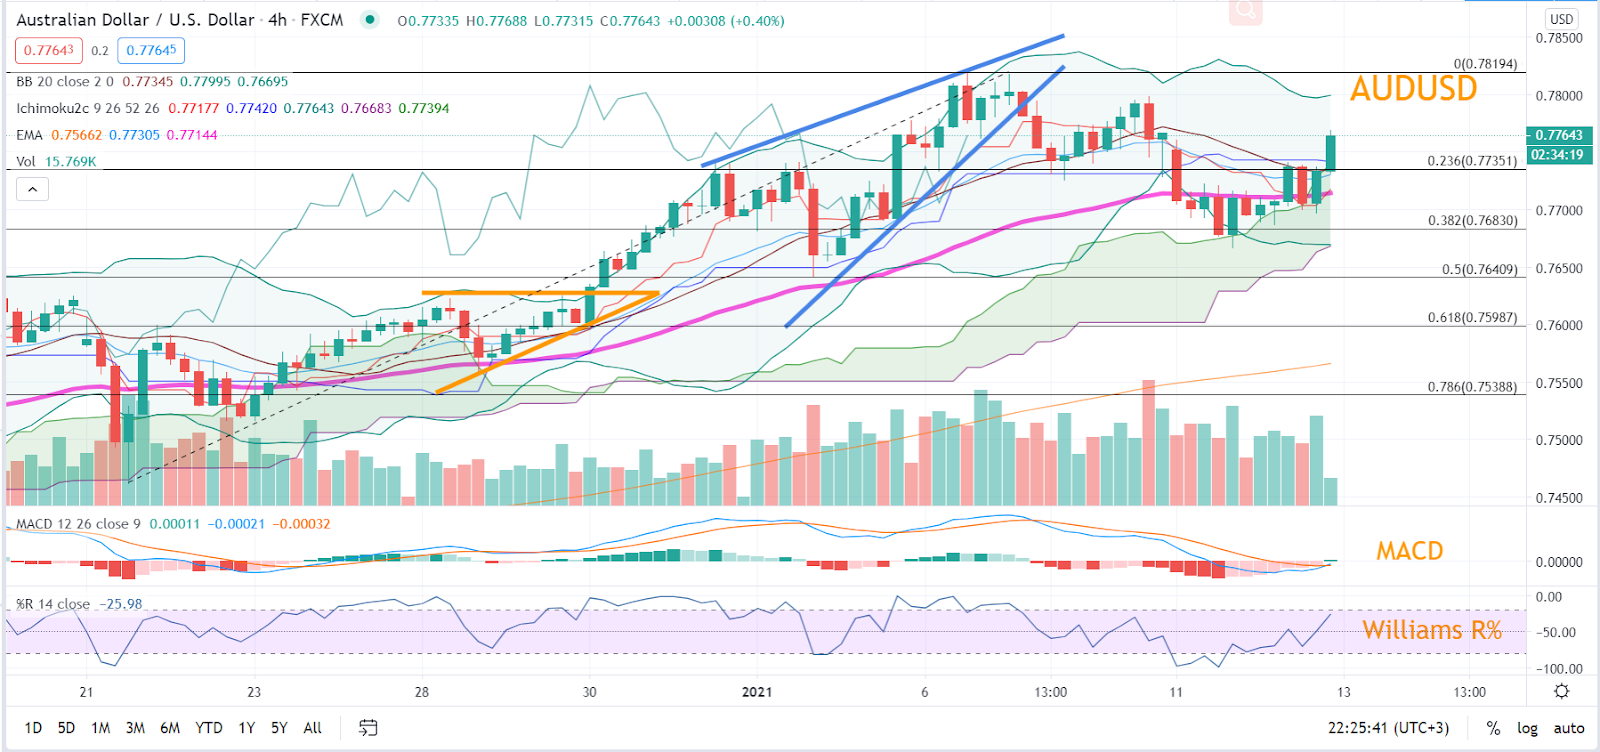 Australian Dollar / U.S. Dollar · 4h · FXCM O0.77335 H0.77688 L0.77315 C0.77643 +0.00308 (+0.40%)
0.77643 0.2 0.77645
BB 20 close 2 0 0.77345 0.77995 0.76695
Ichimoku2c 9 26 52 26 0.77177 0.77420 0.77643 0.76683 0.77394
EMA 0.75662 0.77305 0.77144
Vol 15.769K
USD
0.78500
0(0.78194)
AUDUSD
0.78000
0.77643
02:34:19
0.236(0.77351)
0.77000
0.382(0.76830)
0.76500
0.5(0.76409)
0.618(0.75987)
0.76000
0.75500
0.786(0.75388)
0.75000
0.74500
MACD 12 26 close 9 0.00011 −0.00021 −0.00032
MACD
0.00000
%R 14 close −25.98
0.00
Williams R%
−50.00
−100.00
21 23 28 30 2021 6 13:00 11 13 13:00
1D 5D 1M 3M 6M YTD 1Y 5Y All
22:25:41 (UTC+3) % log auto